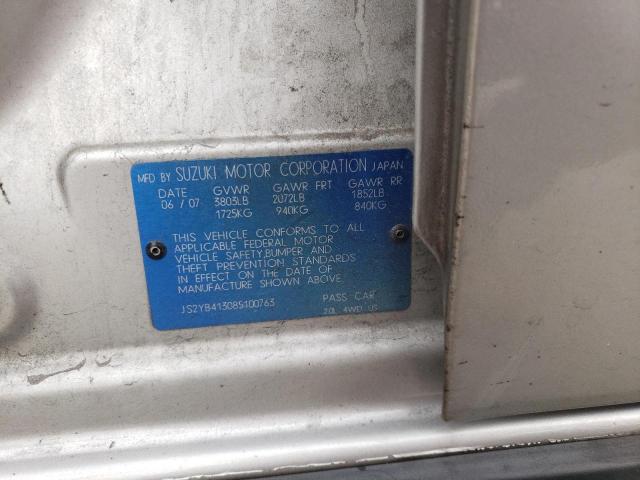 MFD BY SUZUKI MOTOR CORPORATION JAPAN
DATE GVWR GAWR FRT GAWR RR
06 / 07 3803LB 2072LB 1852LB
1725KG 940KG 840KG
THIS VEHICLE CONFORMS TO ALL
APPLICABLE FEDERAL MOTOR
VEHICLE SAFETY,BUMPER AND
THEFT PREVENTION STANDARDS
IN EFFECT ON THE DATE OF
MANUFACTURE SHOWN ABOVE.
JS2YB413085100763 PASS CAR
2.0L 4WD US